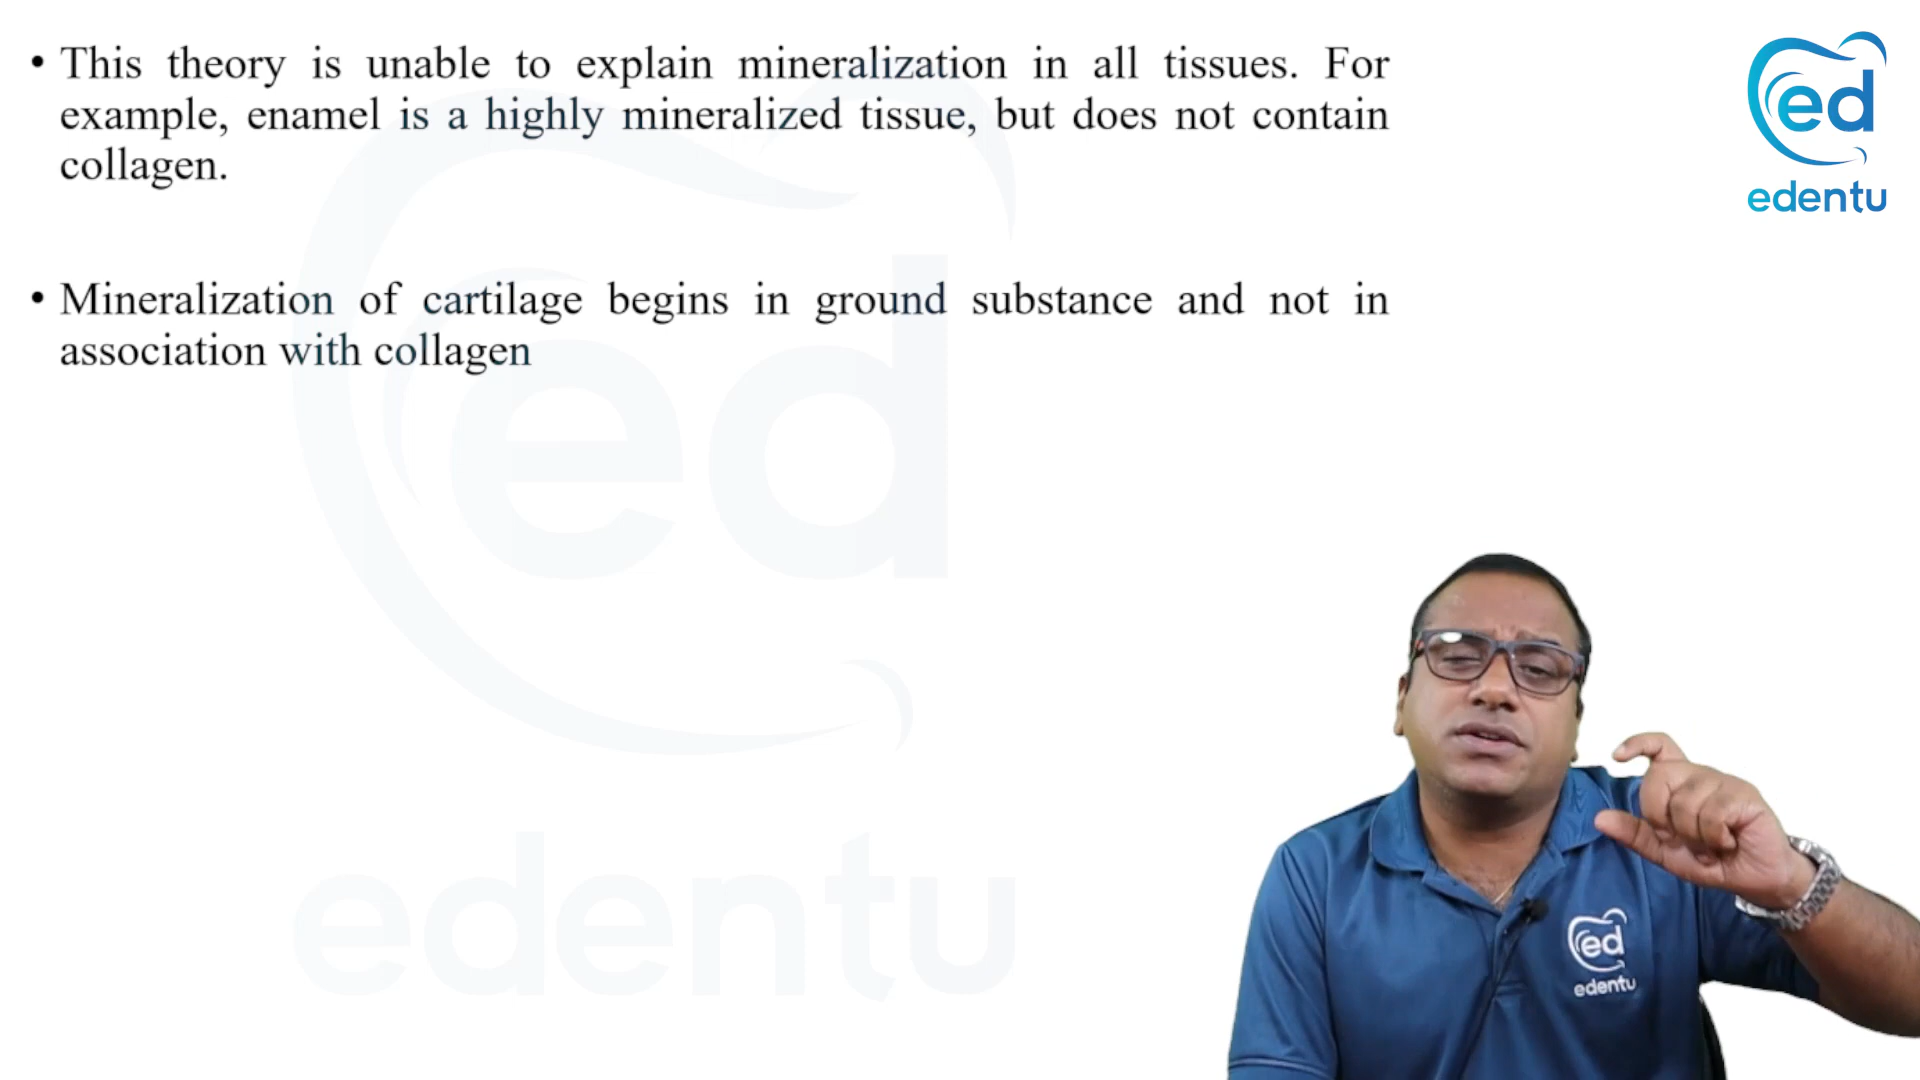 • This theory is unable to explain mineralization in all tissues. For
example, enamel is a highly mineralized tissue, but does not contain
collagen.
• Mineralization of cartilage begins in ground substance and not in
association with collagen
ed
edentu
ed
edentu
ed
edentu